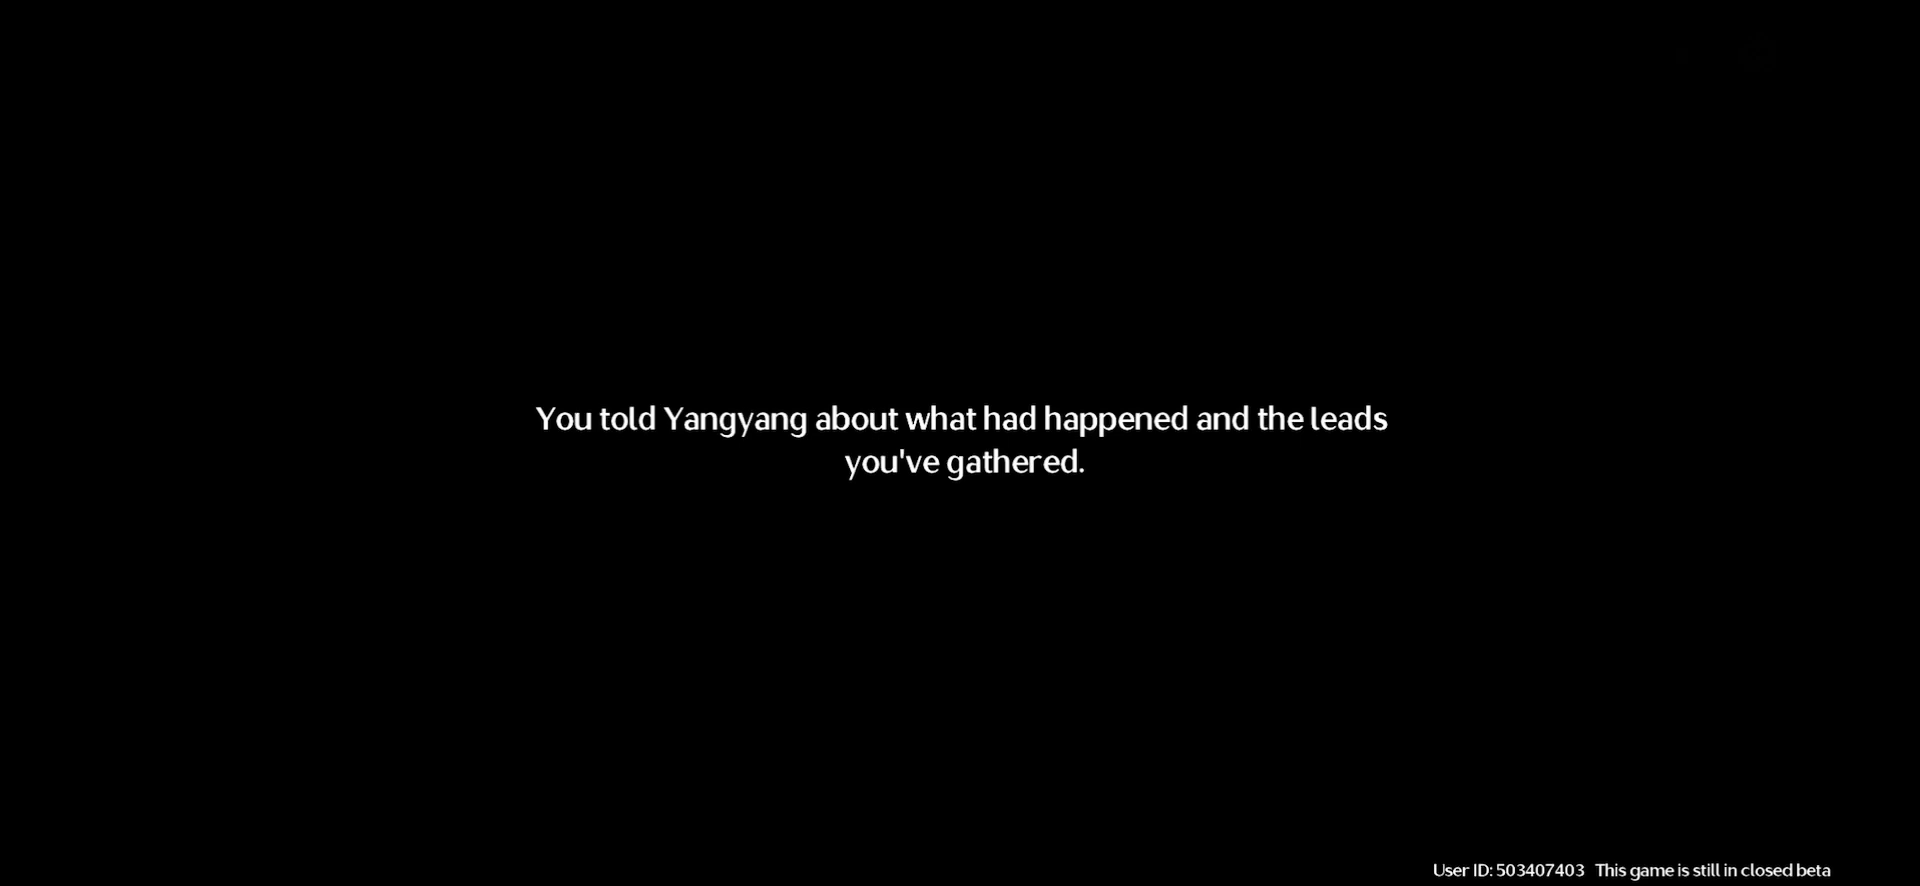 You told Yangyang about what had happened and the leads
you've gathered.
User ID: 503407403 This game is still in closed beta